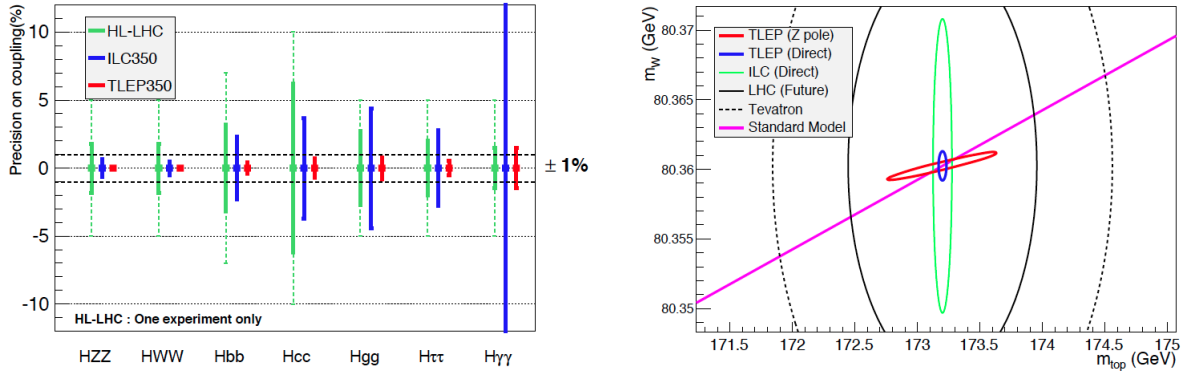 Precision on coupling(%)
10
5
0
-5
-10
HL-LHC
ILC350
TLEP350
± 1%
HL-LHC : One experiment only
HZZ HWW Hbb Hcc Hgg Hττ Hγγ
m_W (GeV)
80.37
80.365
80.36
80.355
80.35
TLEP (Z pole)
TLEP (Direct)
ILC (Direct)
LHC (Future)
Tevatron
Standard Model
171.5 172 172.5 173 173.5 174 174.5 175
m_top (GeV)